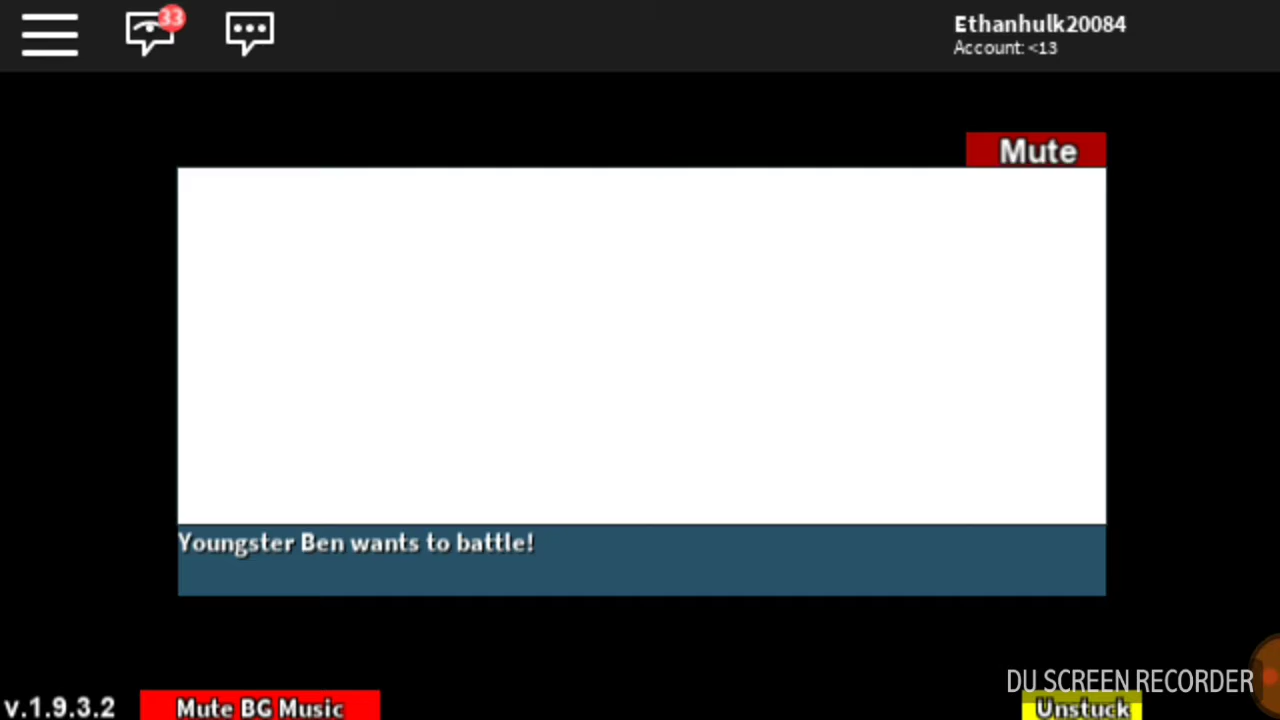 33
Ethanhulk20084
Account: <13
Mute
Youngster Ben wants to battle!
DU SCREEN RECORDER
v.1.9.3.2
Mute BG Music
Unstuck